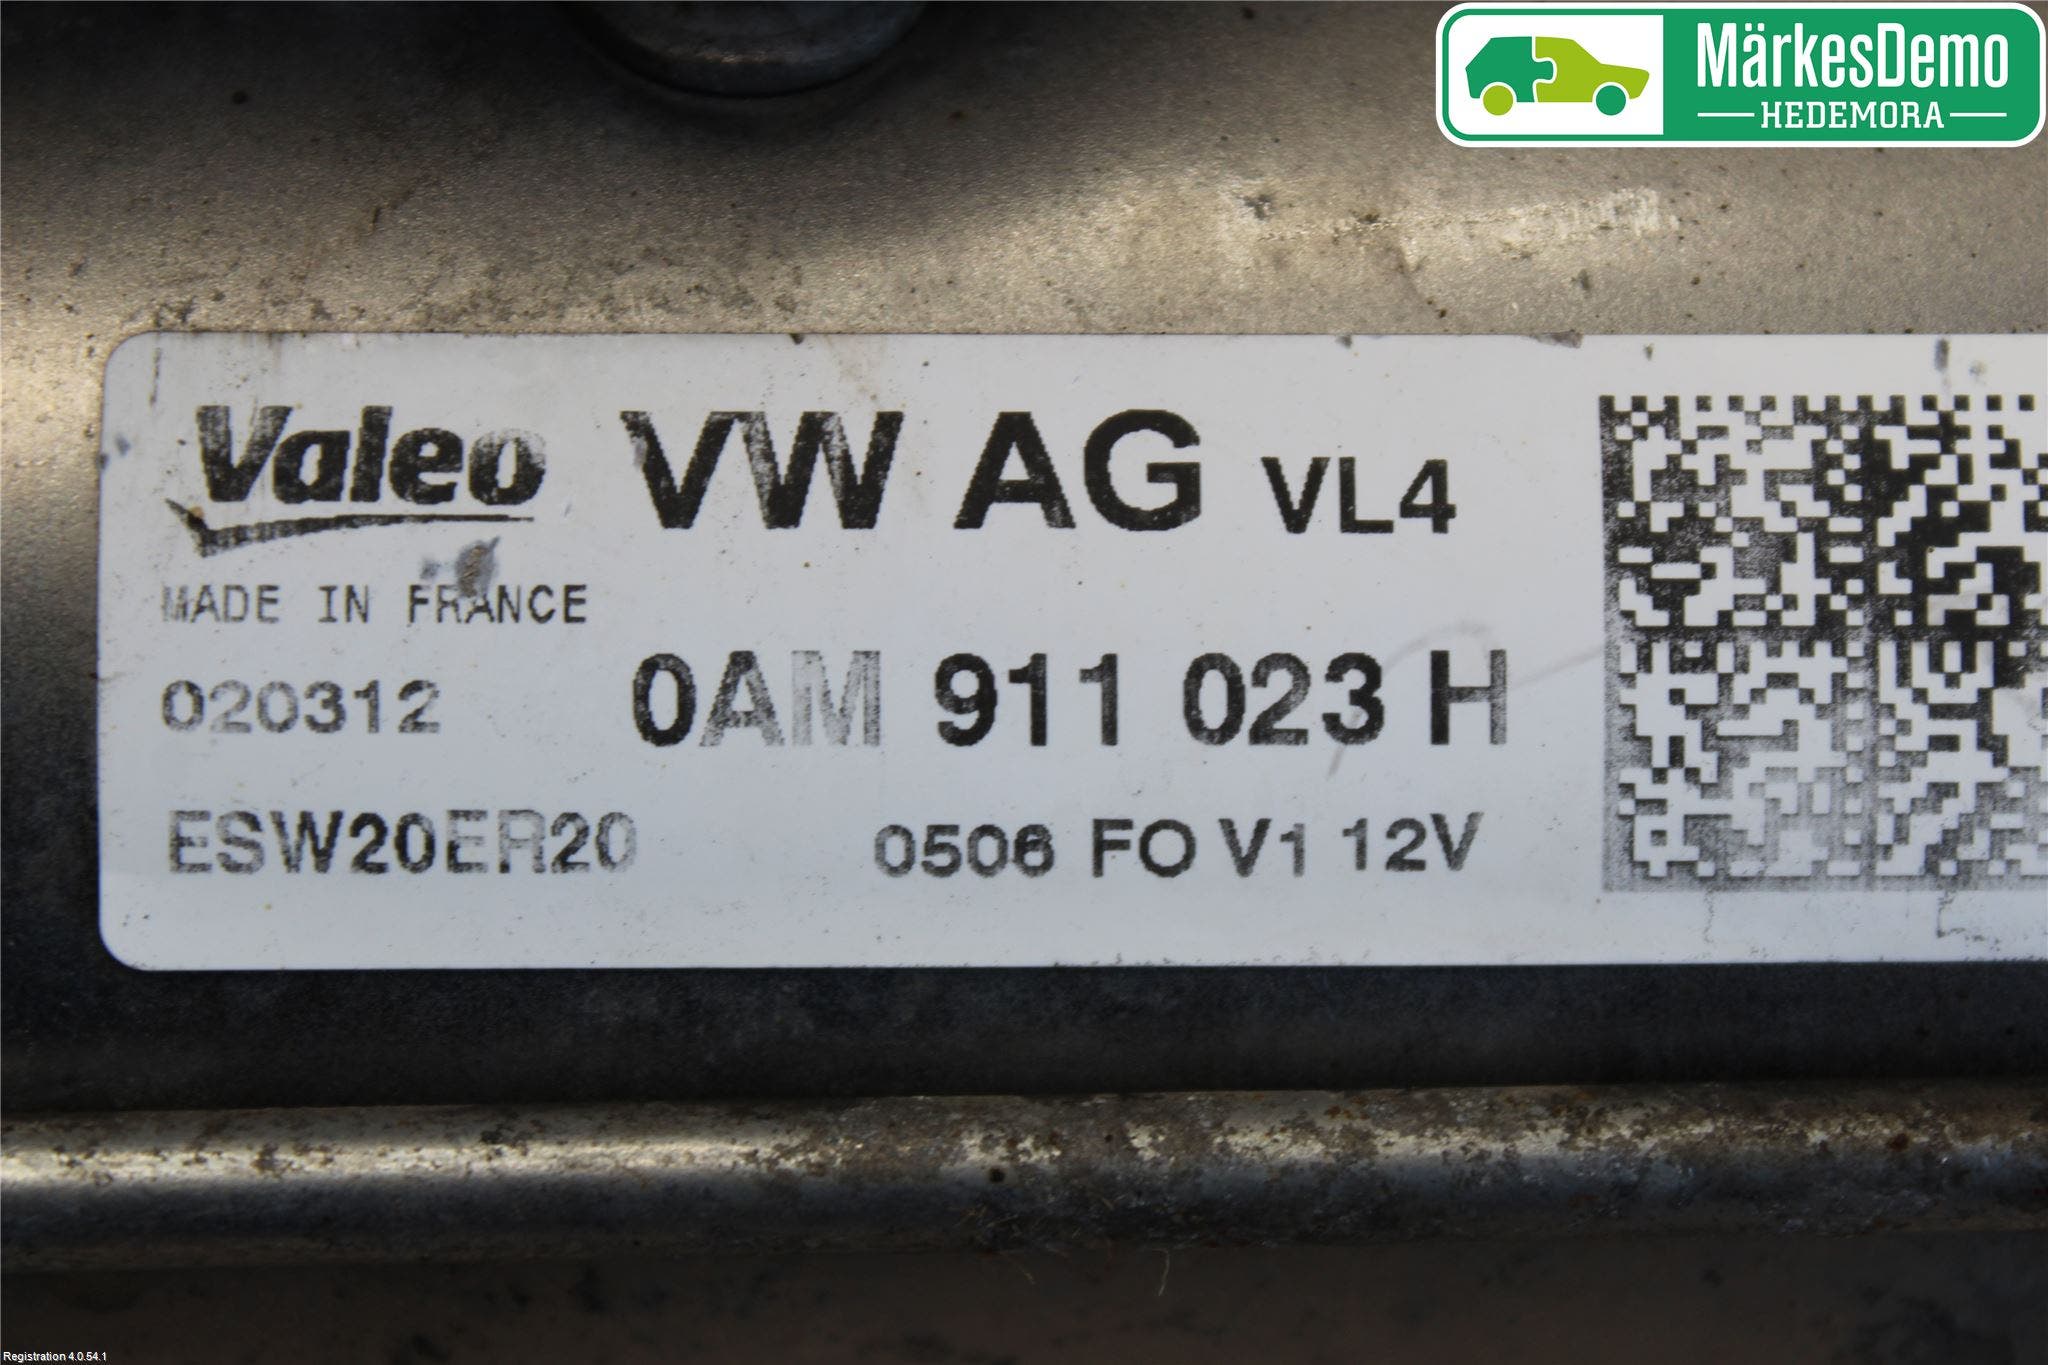 MärkesDemo
HEDEMORA
Valeo VW AG VL4
MADE IN FRANCE
020312 0AM 911 023 H
ESW20ER20 0506 FO V1 12V
Registration 4.0.54.1